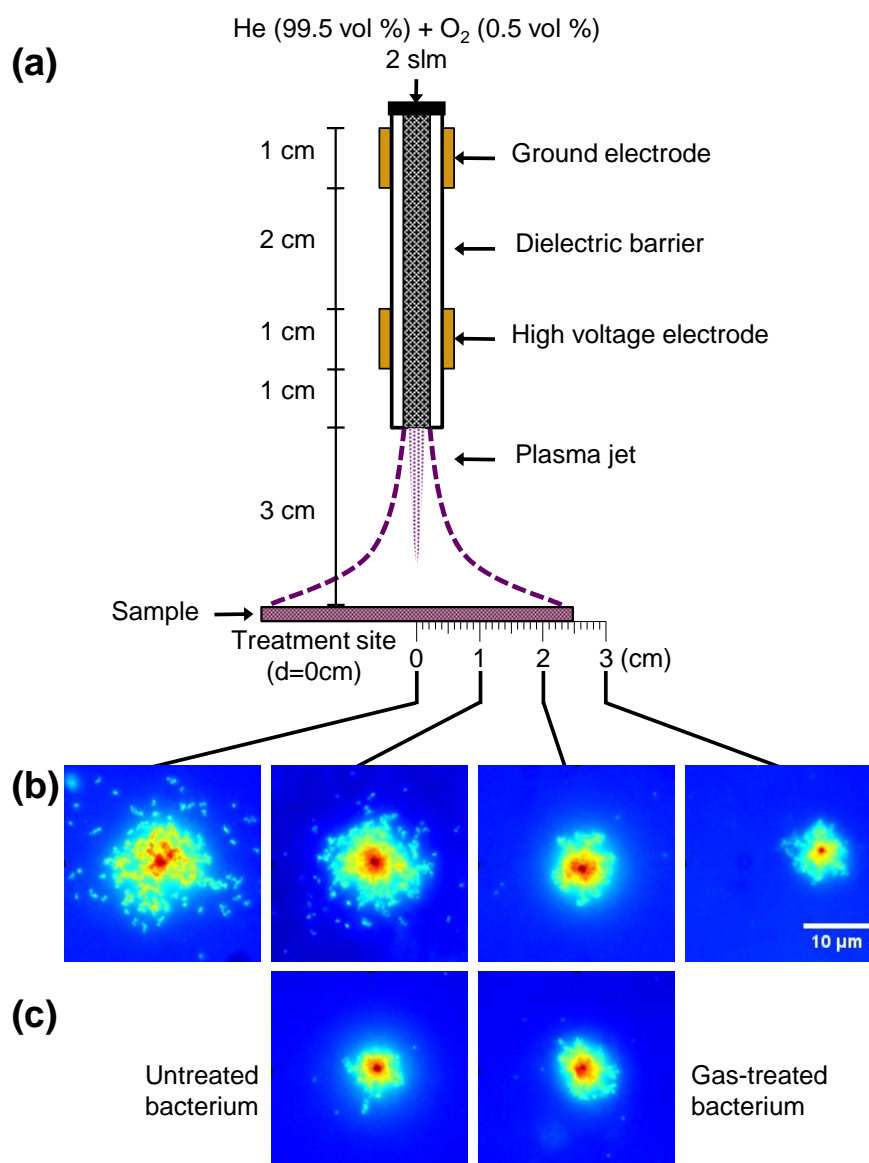 He (99.5 vol %) + O₂ (0.5 vol %)
2 slm
(a)
1 cm
Ground electrode
2 cm
Dielectric barrier
1 cm
High voltage electrode
1 cm
Plasma jet
3 cm
Sample
Treatment site
(d=0cm)
0 1 2 3 (cm)
(b)
10 µm
(c)
Untreated
bacterium
Gas-treated
bacterium